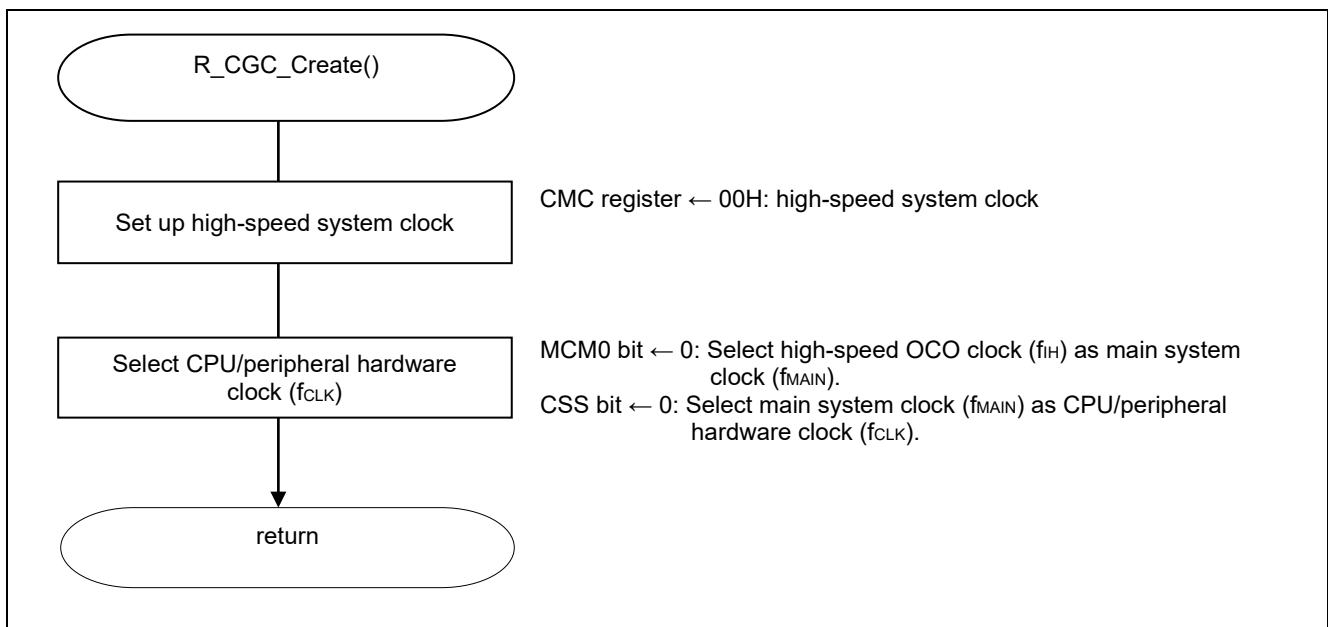 R_CGC_Create()
Set up high-speed system clock
CMC register ← 00H: high-speed system clock
Select CPU/peripheral hardware
clock (fCLK)
MCM0 bit ← 0: Select high-speed OCO clock (fIH) as main system
clock (fMAIN).
CSS bit ← 0: Select main system clock (fMAIN) as CPU/peripheral
hardware clock (fCLK).
return